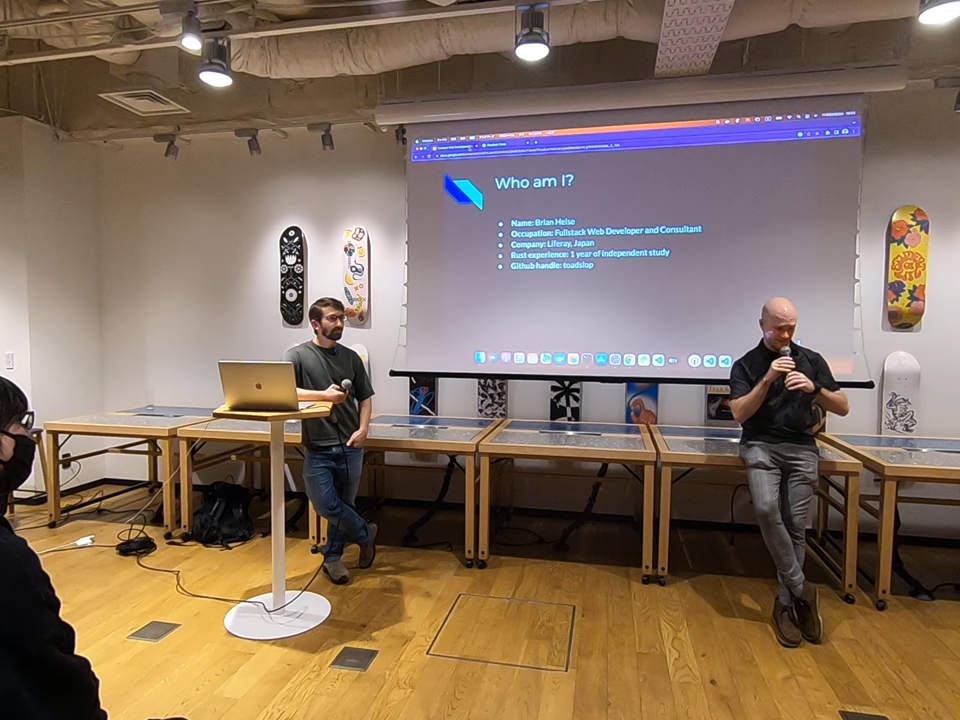 Who am I?
Name: Brian Heise
Occupation: Fullstack Web Developer and Consultant
Company: Liferay, Japan
Rust experience: 1 year of independent study
Github handle: toadslop